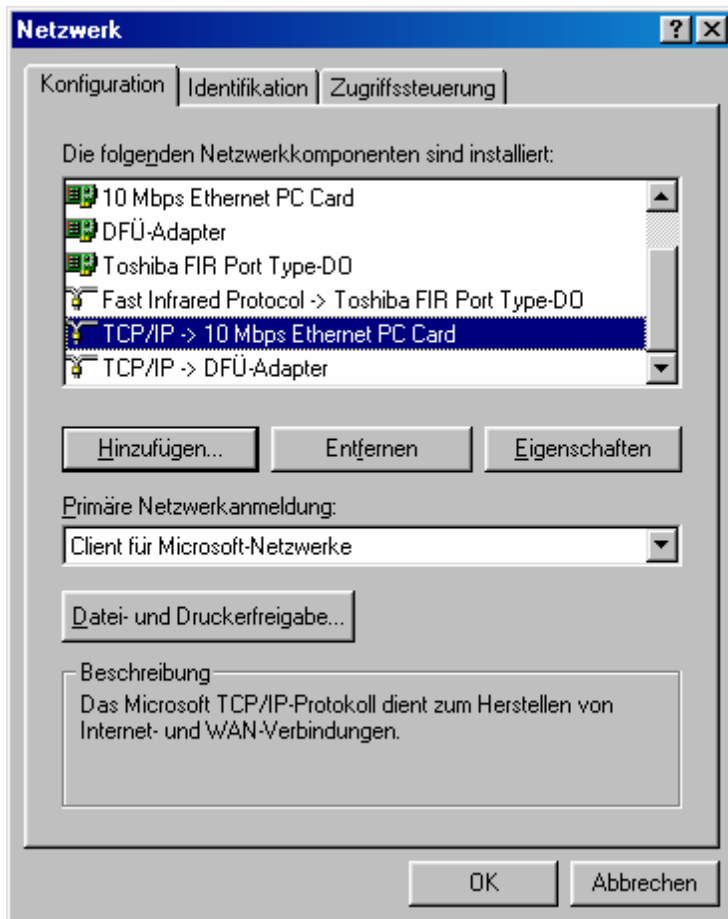 Netzwerk
Konfiguration Identifikation Zugriffssteuerung
Die folgenden Netzwerkkomponenten sind installiert:
10 Mbps Ethernet PC Card
DFÜ-Adapter
Toshiba FIR Port Type-DO
Fast Infrared Protocol -> Toshiba FIR Port Type-DO
TCP/IP -> 10 Mbps Ethernet PC Card
TCP/IP -> DFÜ-Adapter
Hinzufügen... Entfernen Eigenschaften
Primäre Netzwerkanmeldung:
Client für Microsoft-Netzwerke
Datei- und Druckerfreigabe...
Beschreibung
Das Microsoft TCP/IP-Protokoll dient zum Herstellen von
Internet- und WAN-Verbindungen.
OK Abbrechen